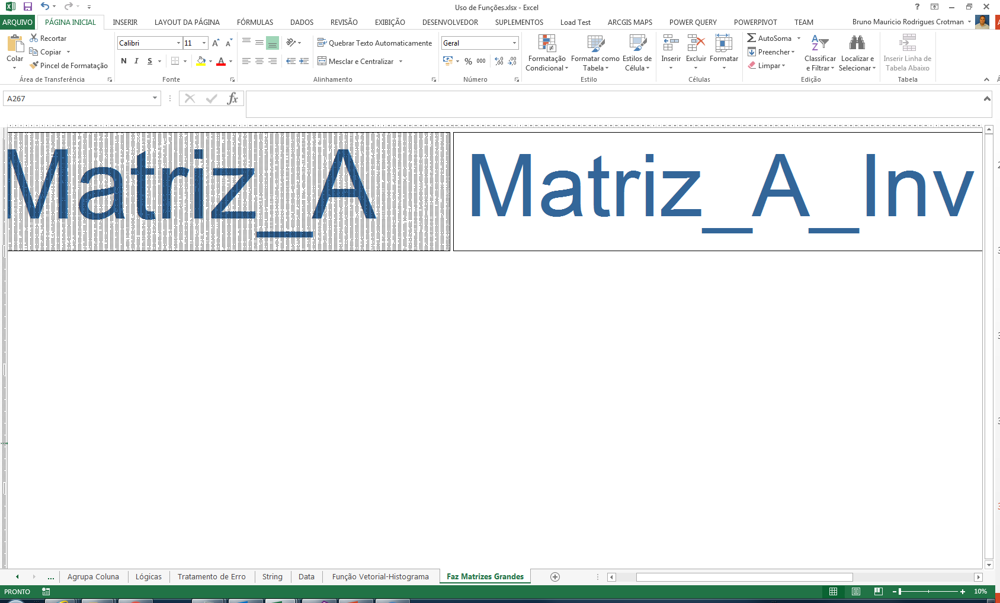 Uso de Funções.xlsx - Excel
ARQUIVO PÁGINA INICIAL INSERIR LAYOUT DA PÁGINA FÓRMULAS DADOS REVISÃO EXIBIÇÃO DESENVOLVEDOR SUPLEMENTOS Load Test ARCGIS MAPS POWER QUERY POWERPIVOT TEAM Bruno Mauricio Rodrigues Crotman
Colar
Recortar
Copiar
Pincel de Formatação
Área de Transferência
Calibri 11
N I S
Fonte
Quebrar Texto Automaticamente
Mesclar e Centralizar
Alinhamento
Geral
% 000
Número
Formatação
Condicional
Formatar como
Tabela
Estilos de
Célula
Estilo
Inserir Excluir Formatar
Células
AutoSoma
Preencher
Limpar
Classificar
e Filtrar
Localizar e
Selecionar
Edição
Inserir Linha de
Tabela Abaixo
Tabela
A267
fx
Matriz_A Matriz_A_Inv
... Agrupa Coluna Lógicas Tratamento de Erro String Data Função Vetorial-Histograma Faz Matrizes Grandes
PRONTO 10%